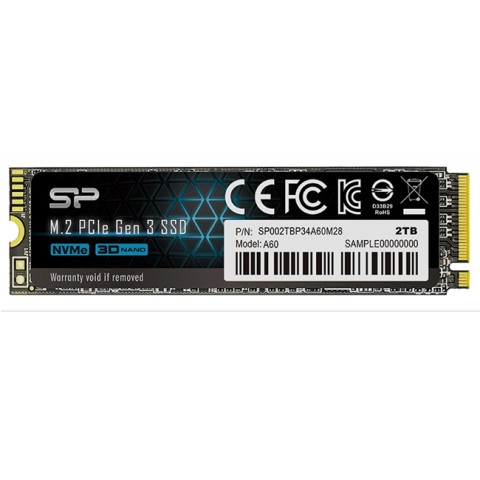 SP
M.2 PCIe Gen 3 SSD
NVMe 3D NAND
Warranty void if removed
CE FC
D33B29
RoHS
P/N: SP002TBP34A60M28 2TB
Model: A60 SAMPLE00000000